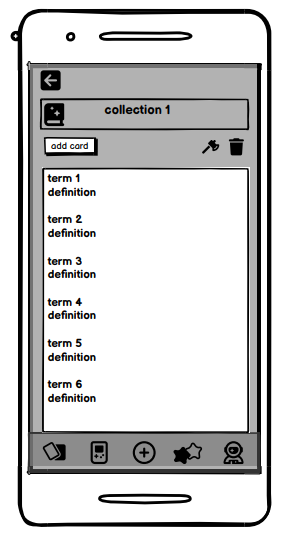 collection 1
add card
term 1
definition
term 2
definition
term 3
definition
term 4
definition
term 5
definition
term 6
definition